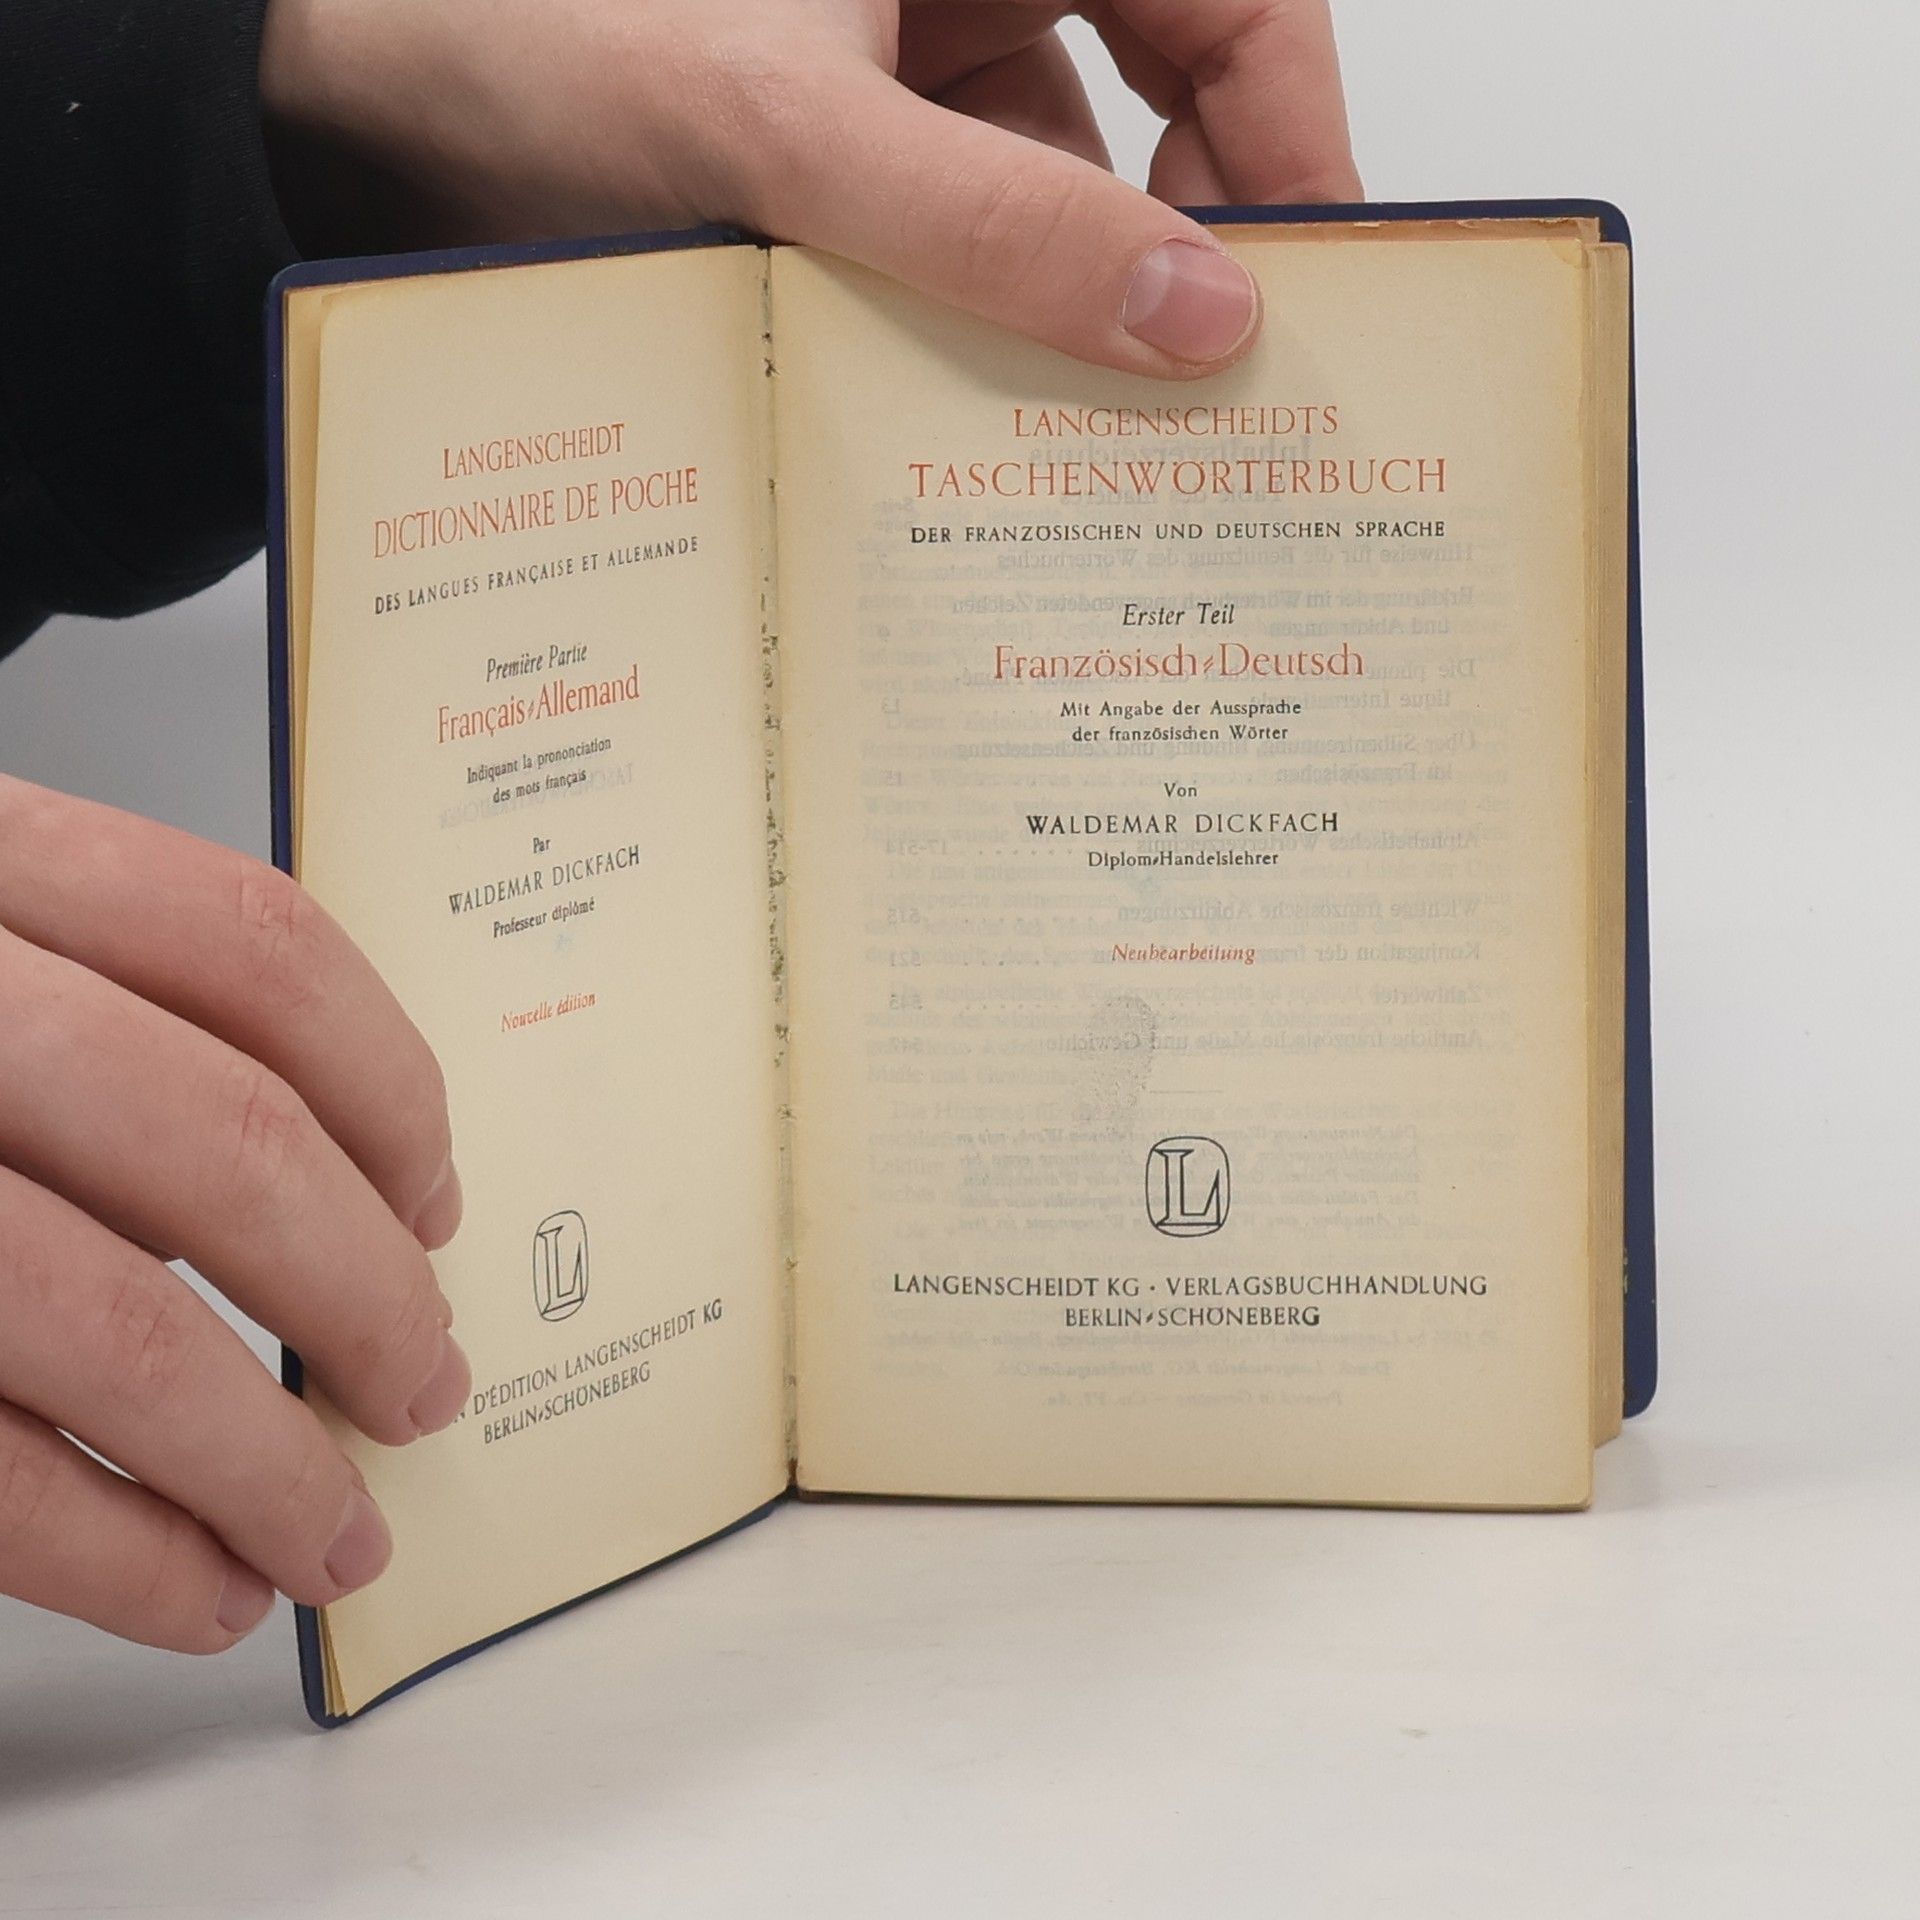 LANGENSCHEIDT
DICTIONNAIRE DE POCHE
DES LANGUES FRANÇAISE ET ALLEMANDE
Première Partie
Français-Allemand
Indiquant la prononciation
des mots français
Par
WALDEMAR DICKFACH
Professeur diplômé
Nouvelle édition
L
D'ÉDITION LANGENSCHEIDT KG
BERLIN-SCHÖNEBERG
LANGENSCHEIDTS
TASCHENWÖRTERBUCH
DER FRANZÖSISCHEN UND DEUTSCHEN SPRACHE
Erster Teil
Französisch-Deutsch
Mit Angabe der Aussprache
der französischen Wörter
Von
WALDEMAR DICKFACH
Diplom-Handelslehrer
Neubearbeitung
L
LANGENSCHEIDT KG · VERLAGSBUCHHANDLUNG
BERLIN-SCHÖNEBERG